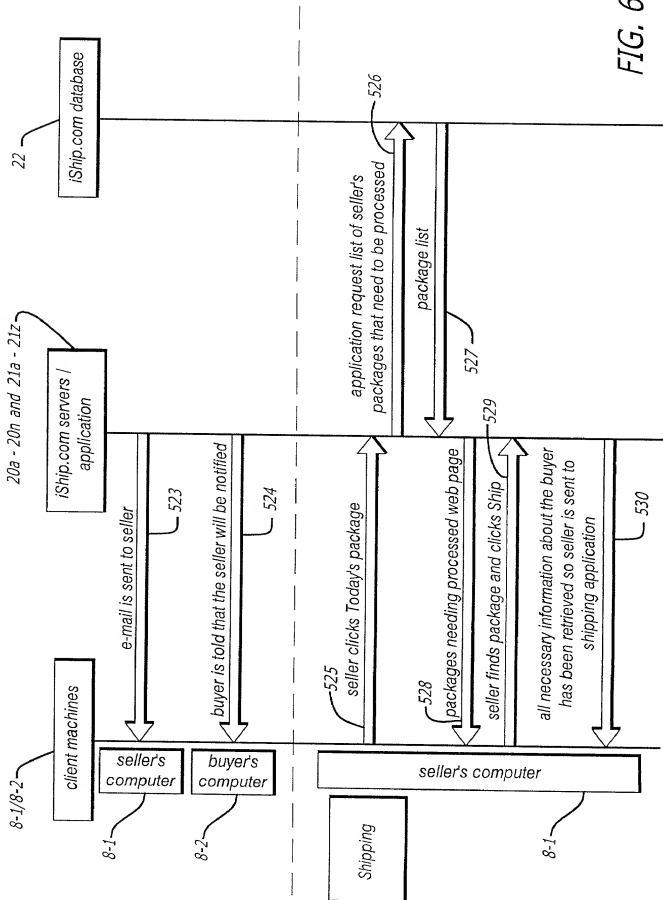 8-1/8-2
client machines
20a - 20n and 21a - 21z
iShip.com servers /
application
22
iShip.com database
8-1
seller's
computer
e-mail is sent to seller
523
8-2
buyer's
computer
buyer is told that the seller will be notified
524
Shipping
8-1
seller's computer
525
seller clicks Today's package
application request list of seller's
packages that need to be processed
526
package list
527
528
packages needing processed web page
seller finds package and clicks Ship
529
all necessary information about the buyer
has been retrieved so seller is sent to
shipping application
530
FIG. 6